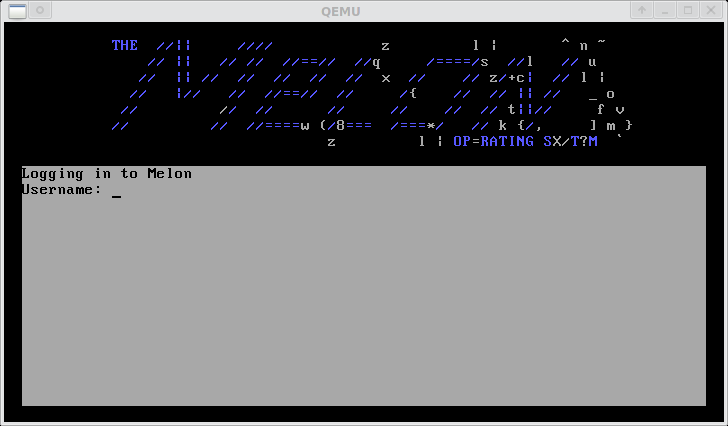 QEMU
THE //|| //// z l | ^ n ~
// || // // //==// //q /====/s //l // u
// || // // // // // x // // z/+c| // l |
// |// // //==// // /{ // // || // _ o
// // // // // // // t||// f v
// // //====w (/8=== /===*/ // k {/, ] m }
z l | OP=RATING SX/T?M `
Logging in to Melon
Username: _